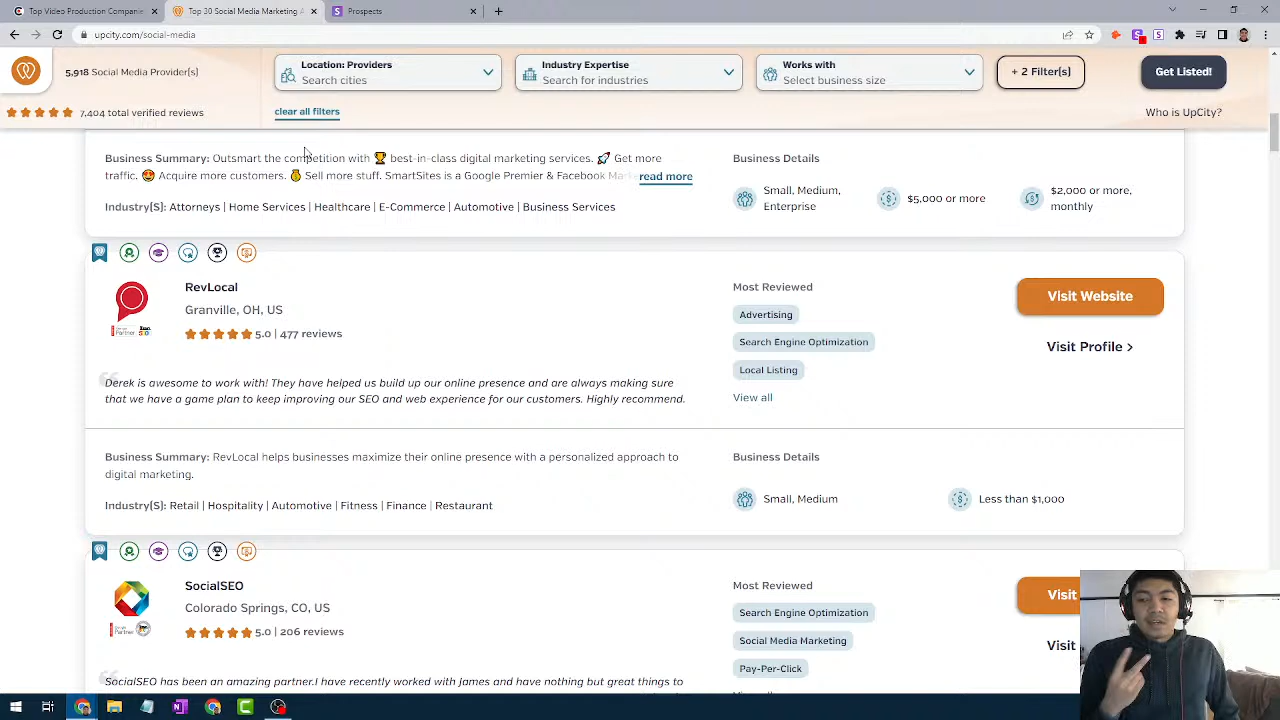 Top Video Production Companie
Top 30 Social Media Marketing A
Prospects
upcity.com/social-media
5,918 Social Media Provider(s)
7,404 total verified reviews
Location: Providers
Search cities
Industry Expertise
Search for industries
Works with
Select business size
+ 2 Filter(s)
Get Listed!
clear all filters
Who is UpCity?
Business Summary: Outsmart the competition with 🏆 best-in-class digital marketing services. 🚀 Get more
traffic. 🤩 Acquire more customers. 💰 Sell more stuff. SmartSites is a Google Premier & Facebook read more
Industry(S): Attorneys | Home Services | Healthcare | E-Commerce | Automotive | Business Services
Business Details
Small, Medium,
Enterprise
$5,000 or more
$2,000 or more,
monthly
RevLocal
Granville, OH, US
5.0 | 477 reviews
Derek is awesome to work with! They have helped us build up our online presence and are always making sure
that we have a game plan to keep improving our SEO and web experience for our customers. Highly recommend.
Most Reviewed
Advertising
Search Engine Optimization
Local Listing
View all
Visit Website
Visit Profile >
Business Summary: RevLocal helps businesses maximize their online presence with a personalized approach to
digital marketing.
Industry(S): Retail | Hospitality | Automotive | Fitness | Finance | Restaurant
Business Details
Small, Medium
Less than $1,000
SocialSEO
Colorado Springs, CO, US
5.0 | 206 reviews
SocialSEO has been an amazing partner.I have recently worked with James and have nothing but great things to
Most Reviewed
Search Engine Optimization
Social Media Marketing
Pay-Per-Click
Visit
Visit